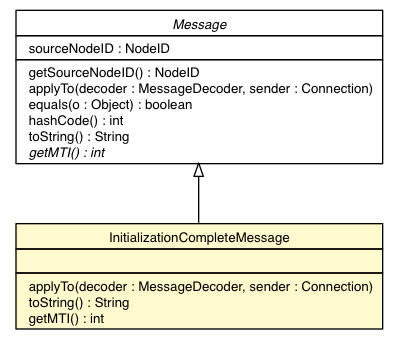 Message
sourceNodeID : NodeID
getSourceNodeID() : NodeID
applyTo(decoder : MessageDecoder, sender : Connection)
equals(o : Object) : boolean
hashCode() : int
toString() : String
getMTI() : int
InitializationCompleteMessage
applyTo(decoder : MessageDecoder, sender : Connection)
toString() : String
getMTI() : int